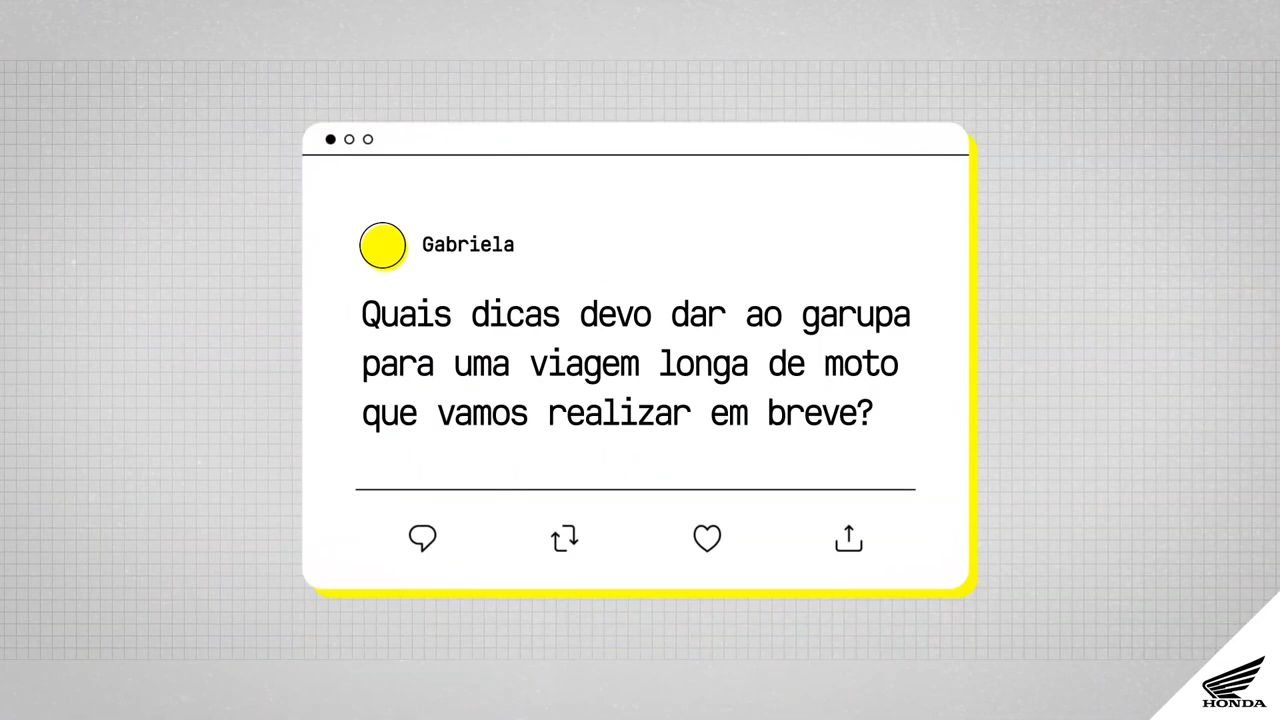 Gabriela
Quais dicas devo dar ao garupa
para uma viagem longa de moto
que vamos realizar em breve?
HONDA